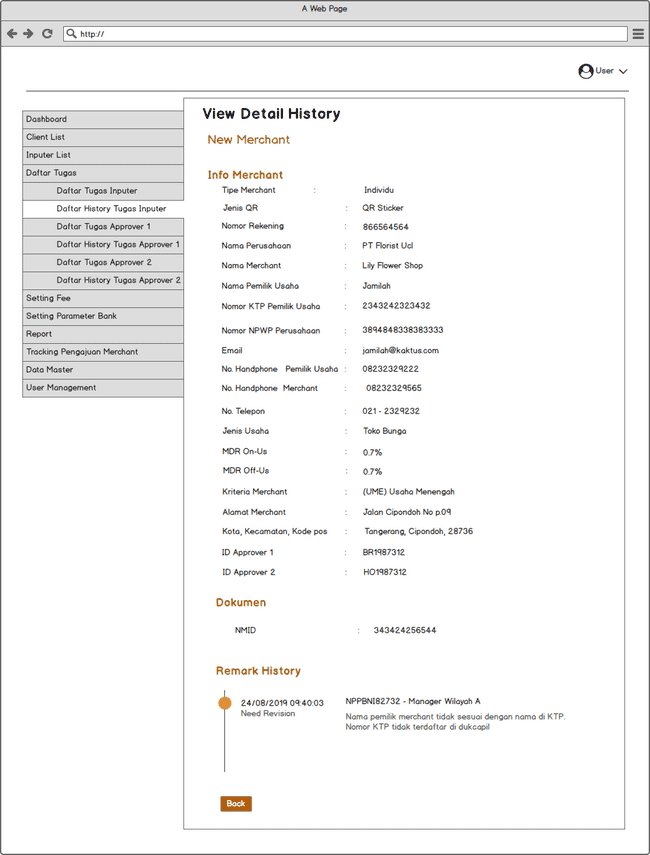 A Web Page
http://
User
Dashboard
Client List
Inputer List
Daftar Tugas
Daftar Tugas Inputer
Daftar History Tugas Inputer
Daftar Tugas Approver 1
Daftar History Tugas Approver 1
Daftar Tugas Approver 2
Daftar History Tugas Approver 2
Setting Fee
Setting Parameter Bank
Report
Tracking Pengajuan Merchant
Data Master
User Management
View Detail History
New Merchant
Info Merchant
Tipe Merchant : Individu
Jenis QR : QR Sticker
Nomor Rekening : 866564564
Nama Perusahaan : PT Florist Ucl
Nama Merchant : Lily Flower Shop
Nama Pemilik Usaha : Jamilah
Nomor KTP Pemilik Usaha : 2343242323432
Nomor NPWP Perusahaan : 3894848338383333
Email : jamilah@kaktus.com
No. Handphone Pemilik Usaha : 08232329222
No. Handphone Merchant : 08232329565
No. Telepon : 021 - 2329232
Jenis Usaha : Toko Bunga
MDR On-Us : 0.7%
MDR Off-Us : 0.7%
Kriteria Merchant : (UME) Usaha Menengah
Alamat Merchant : Jalan Cipondoh No p.09
Kota, Kecamatan, Kode pos : Tangerang, Cipondoh, 28736
ID Approver 1 : BR1987312
ID Approver 2 : HO1987312
Dokumen
NMID : 343424256544
Remark History
24/08/2019 09:40:03 NPPBNI82732 - Manager Wilayah A
Need Revision Nama pemilik merchant tidak sesuai dengan nama di KTP.
Nomor KTP tidak terdaftar di dukcapil
Back